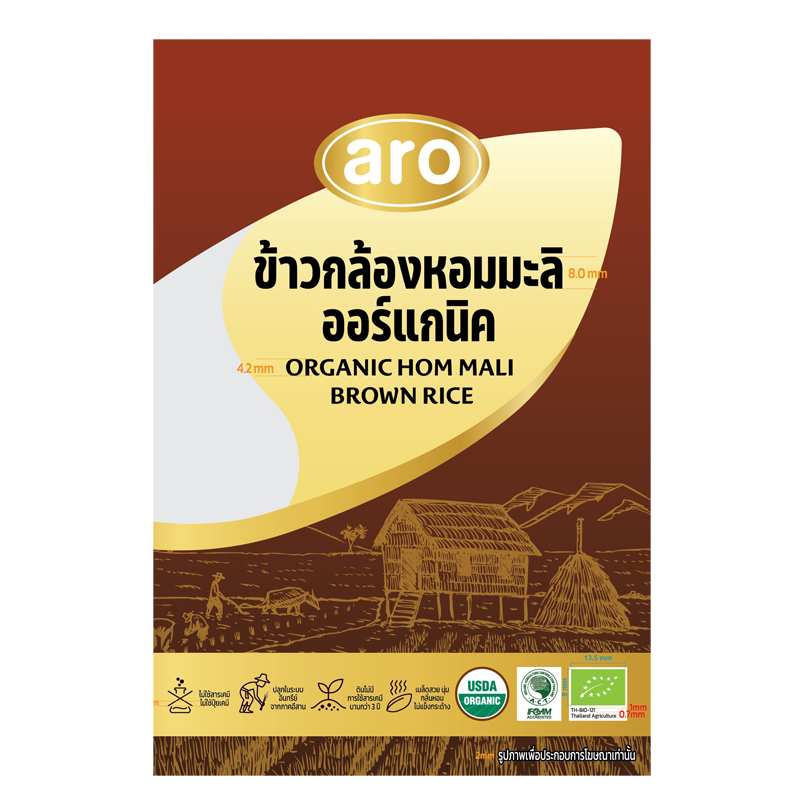 aro
ข้าวกล้องหอมมะลิ
8.0 mm
ออร์แกนิค
4.2 mm
ORGANIC HOM MALI
BROWN RICE
ไม่ใช้สารเคมี
ไม่ใช้ปุ๋ยเคมี
ปลูกในระบบ
อินทรีย์
จากภาคอีสาน
ดินไม่มี
การใช้สารเคมี
นานกว่า 3 ปี
เมล็ดสวย นุ่ม
กลิ่นหอม
ไม่แข็งกระด้าง
USDA
ORGANIC
A C T
IFOAM
ACCREDITED
13.5 mm
9 mm
TH-BIO-121
Thailand Agriculture
1mm
0.7mm
2mm
รูปภาพเพื่อประกอบการโฆษณาเท่านั้น